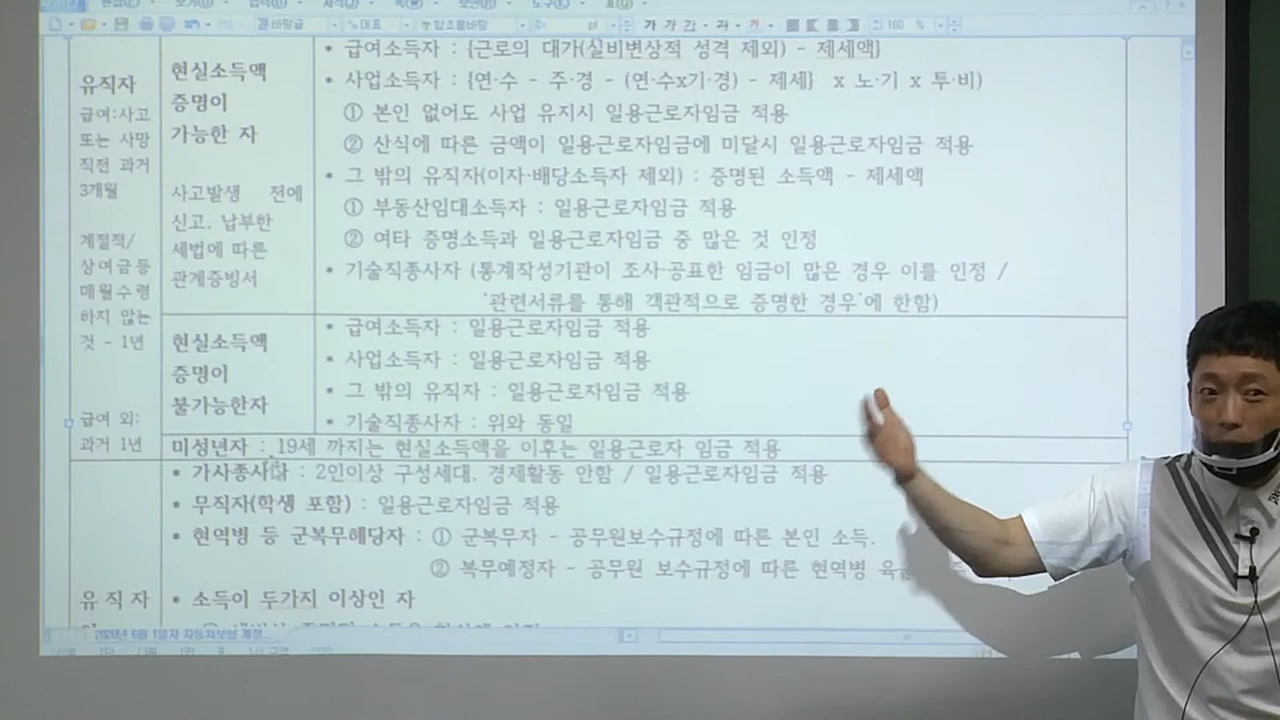 바탕글
160 %
유직자
급여:사고
또는 사망
직전 과거
3개월
계절적/
상여금등
매월수령
하지 않는
것 - 1년
급여 외:
과거 1년
현실소득액
증명이
가능한 자
사고발생 전에
신고, 납부한
세법에 따른
관계증빙서
• 급여소득자 : {근로의 대가(실비변상적 성격 제외) - 제세액}
• 사업소득자 : {연·수 - 주·경 - (연·수x기·경) - 제세} x 노·기 x 투·비)
① 본인 없어도 사업 유지시 일용근로자임금 적용
② 산식에 따른 금액이 일용근로자임금에 미달시 일용근로자임금 적용
• 그 밖의 유직자(이자·배당소득자 제외) : 증명된 소득액 - 제세액
① 부동산임대소득자 : 일용근로자임금 적용
② 여타 증명소득과 일용근로자임금 중 많은 것 인정
• 기술직종사자 (통계작성기관이 조사·공표한 임금이 많은 경우 이를 인정 /
'관련서류를 통해 객관적으로 증명한 경우'에 한함)
현실소득액
증명이
불가능한자
• 급여소득자 : 일용근로자임금 적용
• 사업소득자 : 일용근로자임금 적용
• 그 밖의 유직자 : 일용근로자임금 적용
• 기술직종사자 : 위와 동일
미성년자 : 19세 까지는 현실소득액을 이후는 일용근로자 임금 적용
• 가사종사자 : 2인이상 구성세대, 경제활동 안함 / 일용근로자임금 적용
• 무직자(학생 포함) : 일용근로자임금 적용
• 현역병 등 군복무해당자 : ① 군복무자 - 공무원보수규정에 따른 본인 소득.
② 복무예정자 - 공무원 보수규정에 따른 현역병
유 직 자
• 소득이 두가지 이상인 자